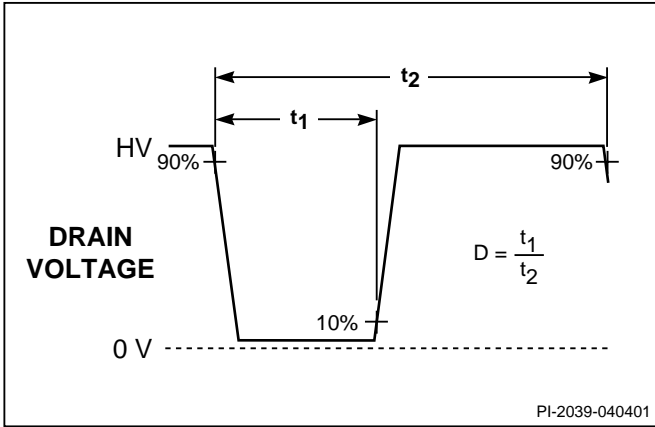 t2
t1
HV
90%
90%
DRAIN
VOLTAGE
D = t1
t2
10%
0 V
PI-2039-040401